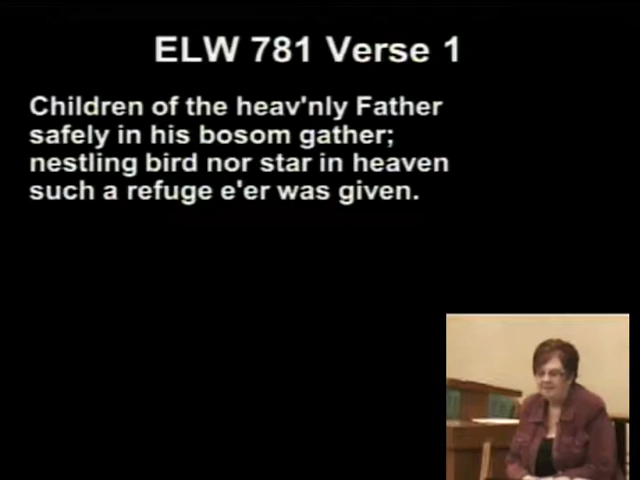 ELW 781 Verse 1
Children of the heav'nly Father
safely in his bosom gather;
nestling bird nor star in heaven
such a refuge e'er was given.